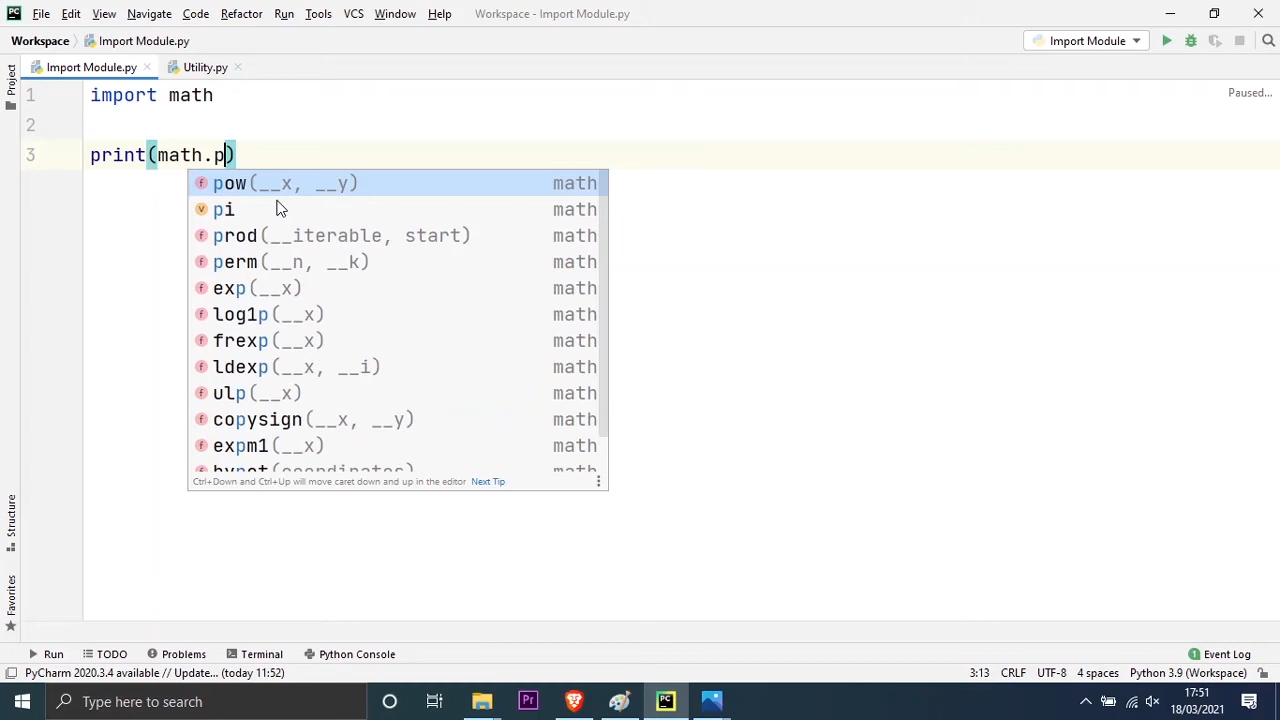 PC File Edit View Navigate Code Refactor Run Tools VCS Window Help Workspace - Import Module.py
Workspace Import Module.py Import Module
Project
Import Module.py Utility.py
1 import math Paused...
2
3 print(math.p)
f pow(__x, __y) math
v pi math
f prod(__iterable, start) math
f perm(__n, __k) math
f exp(__x) math
f log1p(__x) math
f frexp(__x) math
f ldexp(__x, __i) math
f ulp(__x) math
f copysign(__x, __y) math
f expm1(__x) math
f hypot(coordinates) math
Ctrl+Down and Ctrl+Up will move caret down and up in the editor Next Tip
Structure
Favorites
Run TODO Problems Terminal Python Console 1 Event Log
PyCharm 2020.3.4 available // Update... (today 11:52) 3:13 CRLF UTF-8 4 spaces Python 3.9 (Workspace)
Type here to search Pr PC 17:51
18/03/2021